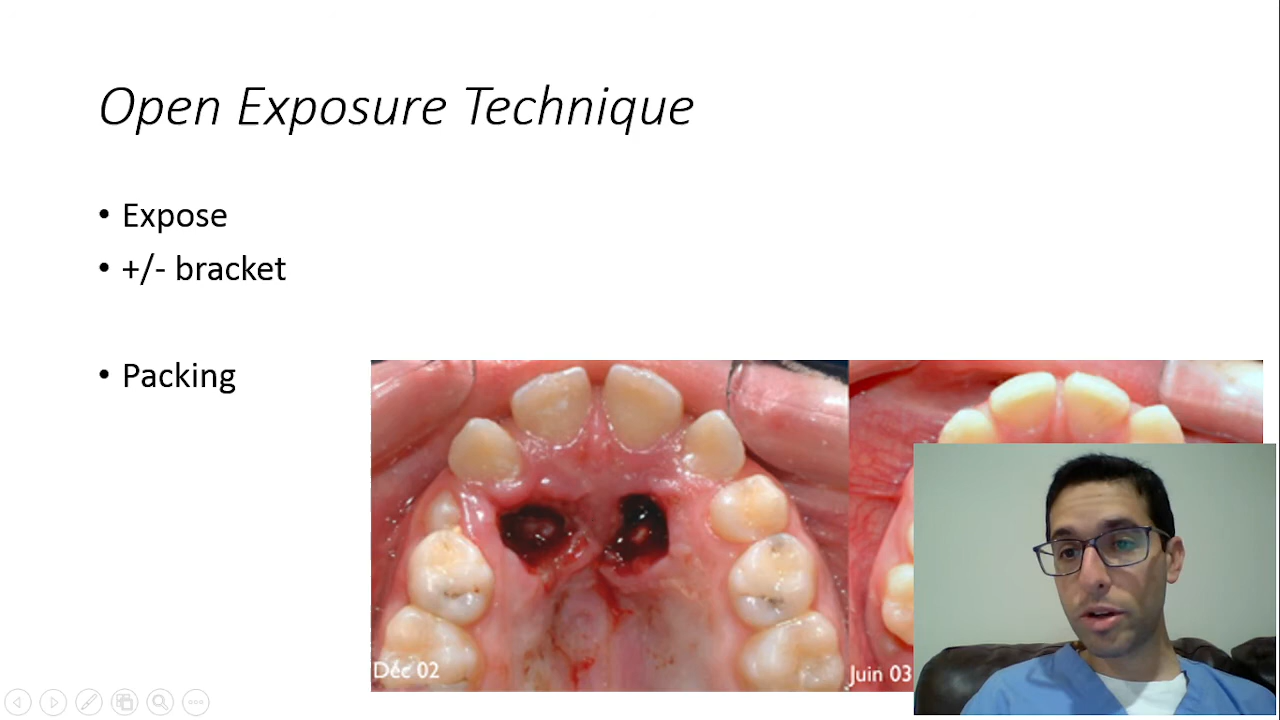 Open Exposure Technique
• Expose
• +/- bracket
• Packing
Déc 02
Juin 03